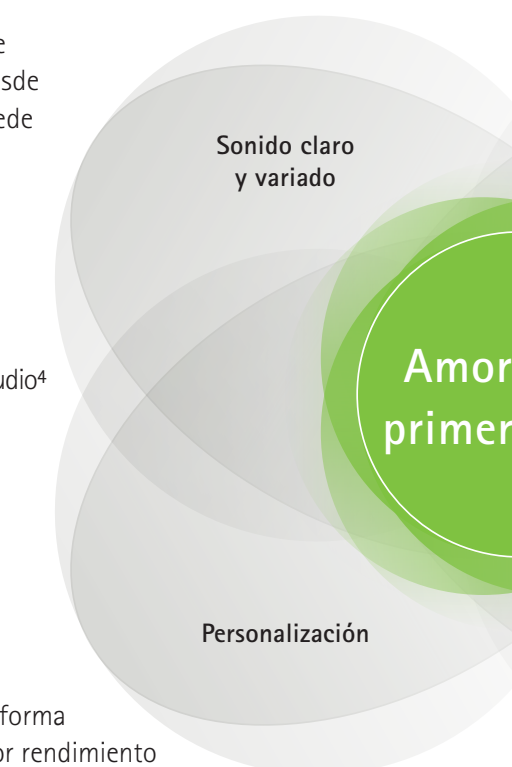 e
sde
ede
Sonido claro
y variado
udio⁴
Amor
primer
Personalización
forma
or rendimiento